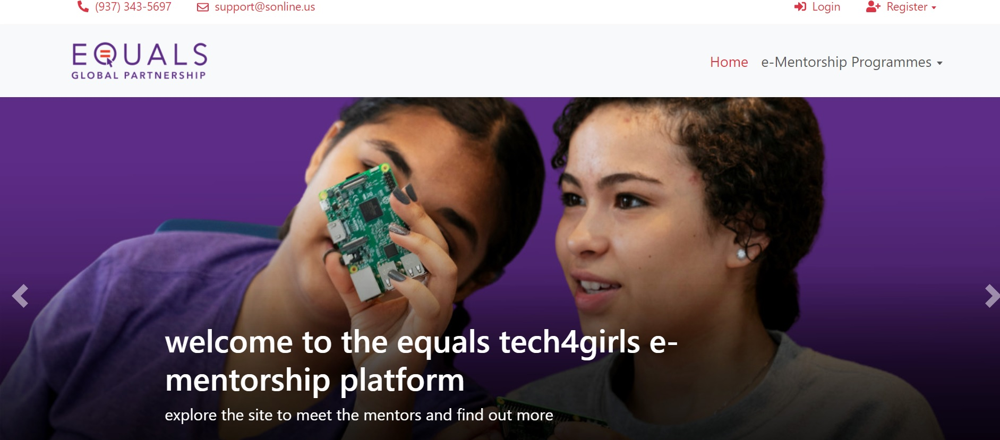 (937) 343-5697 support@sonline.us Login Register
EQUALS
GLOBAL PARTNERSHIP
Home e-Mentorship Programmes
welcome to the equals tech4girls e-
mentorship platform
explore the site to meet the mentors and find out more